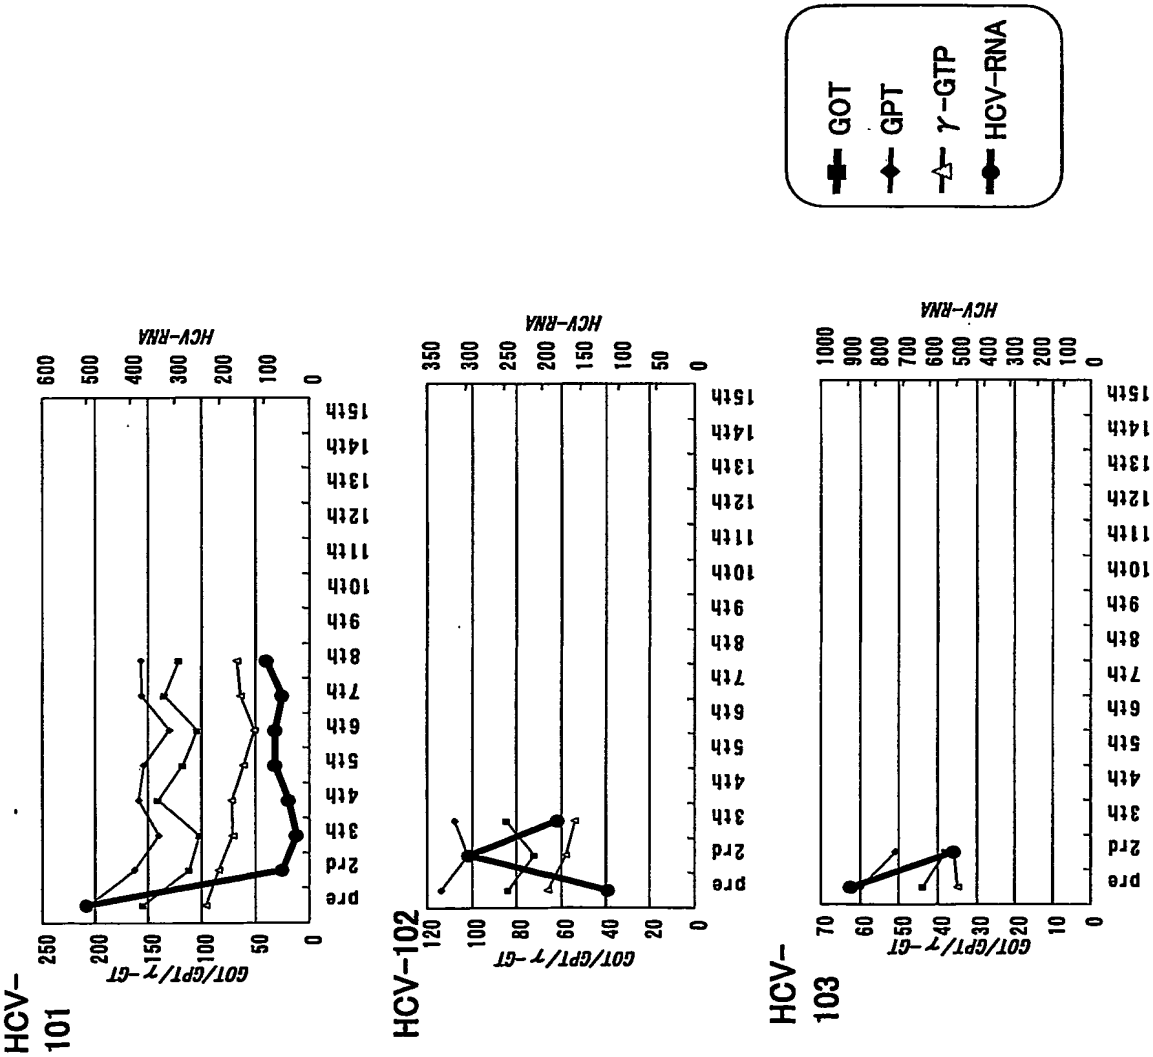 HCV-
101
GOT/GPT/γ-GT
250
200
150
100
50
0
pre
2rd
3th
4th
5th
6th
7th
8th
9th
10th
11th
12th
13th
14th
15th
600
500
400
300
200
100
0
HCV-RNA
HCV-102
GOT/GPT/γ-GT
120
100
80
60
40
20
0
pre
2rd
3th
4th
5th
6th
7th
8th
9th
10th
11th
12th
13th
14th
15th
350
300
250
200
150
100
50
0
HCV-RNA
HCV-
103
GOT/GPT/γ-GT
70
60
50
40
30
20
10
0
pre
2rd
3th
4th
5th
6th
7th
8th
9th
10th
11th
12th
13th
14th
15th
1000
900
800
700
600
500
400
300
200
100
0
HCV-RNA
GOT
GPT
γ-GTP
HCV-RNA